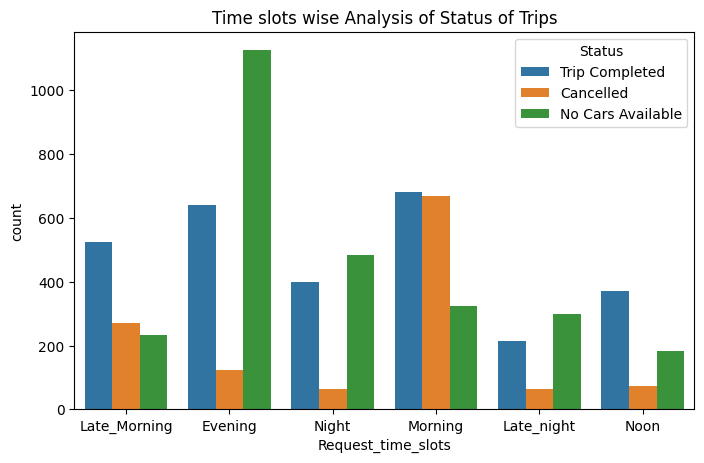 Time slots wise Analysis of Status of Trips
Status
Trip Completed
Cancelled
No Cars Available
1000
800
600
400
200
0
count
Late_Morning Evening Night Morning Late_night Noon
Request_time_slots